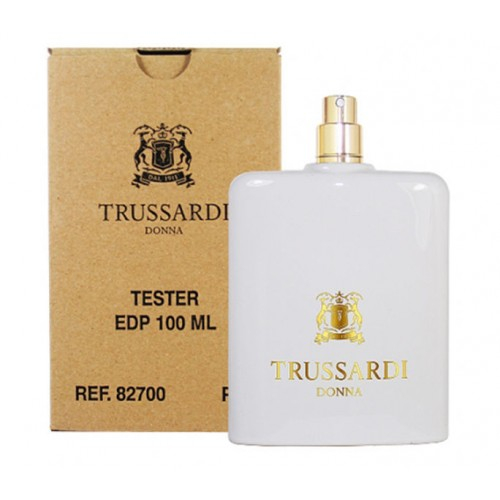 DAL 1911
TRUSSARDI
DONNA
TESTER
EDP 100 ML
REF. 82700
TRUSSARDI
DONNA